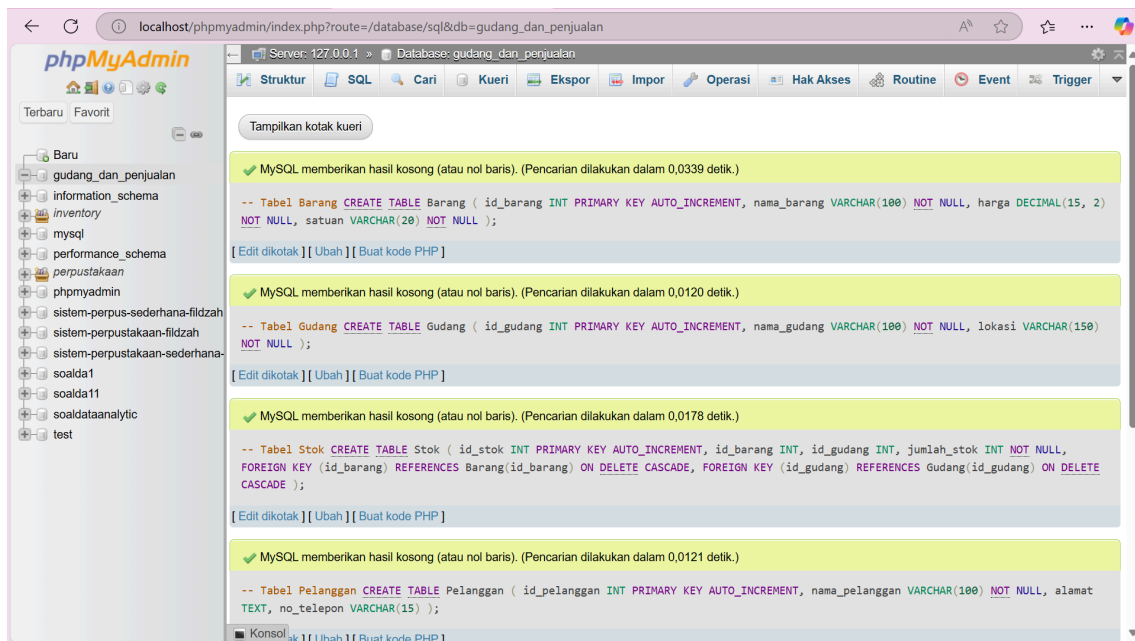 localhost/phpmyadmin/index.php?route=/database/sql&db=gudang_dan_penjualan
phpMyAdmin
Terbaru Favorit
Baru
gudang_dan_penjualan
information_schema
inventory
mysql
performance_schema
perpustakaan
phpmyadmin
sistem-perpus-sederhana-fildzah
sistem-perpustakaan-fildzah
sistem-perpustakaan-sederhana-
soalda1
soalda11
soaldataanalytic
test
Server: 127.0.0.1 » Database: gudang_dan_penjualan
Struktur SQL Cari Kueri Ekspor Impor Operasi Hak Akses Routine Event Trigger
Tampilkan kotak kueri
MySQL memberikan hasil kosong (atau nol baris). (Pencarian dilakukan dalam 0,0339 detik.)
-- Tabel Barang CREATE TABLE Barang ( id_barang INT PRIMARY KEY AUTO_INCREMENT, nama_barang VARCHAR(100) NOT NULL, harga DECIMAL(15, 2)
NOT NULL, satuan VARCHAR(20) NOT NULL );
[ Edit dikotak ] [ Ubah ] [ Buat kode PHP ]
MySQL memberikan hasil kosong (atau nol baris). (Pencarian dilakukan dalam 0,0120 detik.)
-- Tabel Gudang CREATE TABLE Gudang ( id_gudang INT PRIMARY KEY AUTO_INCREMENT, nama_gudang VARCHAR(100) NOT NULL, lokasi VARCHAR(150)
NOT NULL );
[ Edit dikotak ] [ Ubah ] [ Buat kode PHP ]
MySQL memberikan hasil kosong (atau nol baris). (Pencarian dilakukan dalam 0,0178 detik.)
-- Tabel Stok CREATE TABLE Stok ( id_stok INT PRIMARY KEY AUTO_INCREMENT, id_barang INT, id_gudang INT, jumlah_stok INT NOT NULL,
FOREIGN KEY (id_barang) REFERENCES Barang(id_barang) ON DELETE CASCADE, FOREIGN KEY (id_gudang) REFERENCES Gudang(id_gudang) ON DELETE
CASCADE );
[ Edit dikotak ] [ Ubah ] [ Buat kode PHP ]
MySQL memberikan hasil kosong (atau nol baris). (Pencarian dilakukan dalam 0,0121 detik.)
-- Tabel Pelanggan CREATE TABLE Pelanggan ( id_pelanggan INT PRIMARY KEY AUTO_INCREMENT, nama_pelanggan VARCHAR(100) NOT NULL, alamat
TEXT, no_telepon VARCHAR(15) );
Konsol ak ] [ Ubah ] [ Buat kode PHP ]